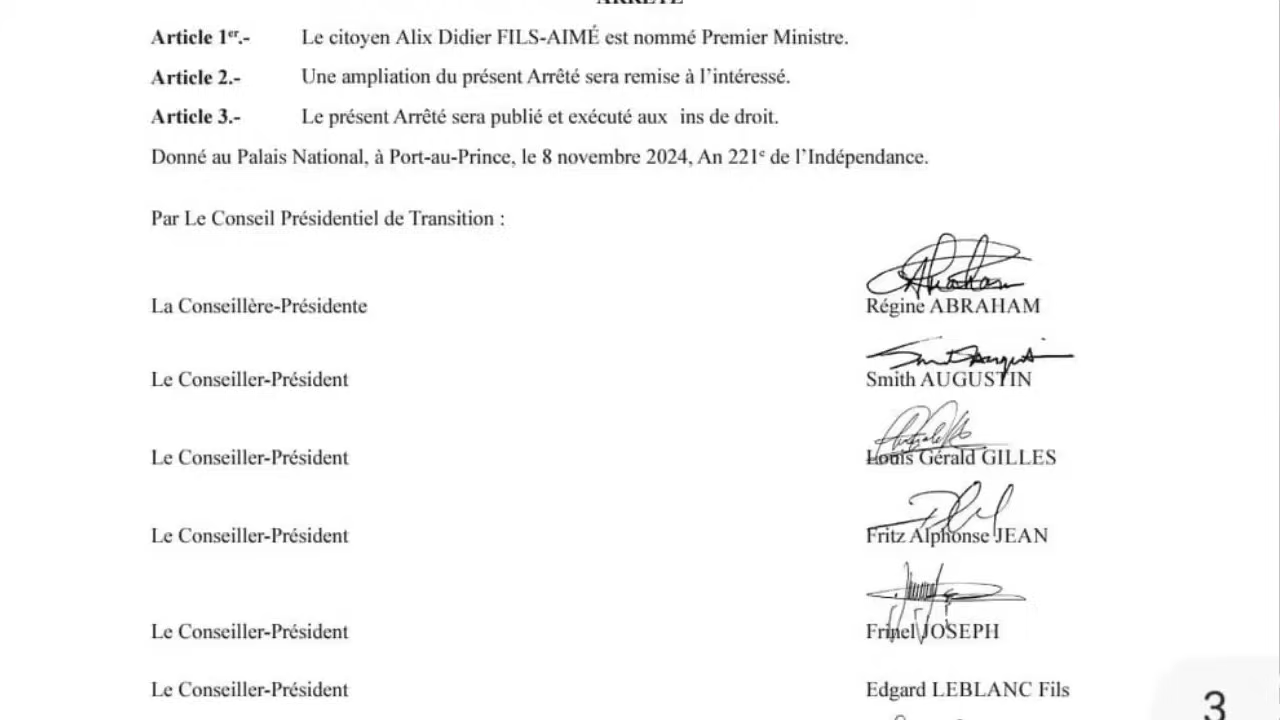 ARRÊTE
Article 1er.- Le citoyen Alix Didier FILS-AIMÉ est nommé Premier Ministre.
Article 2.- Une ampliation du présent Arrêté sera remise à l’intéressé.
Article 3.- Le présent Arrêté sera publié et exécuté aux ins de droit.
Donné au Palais National, à Port-au-Prince, le 8 novembre 2024, An 221e de l’Indépendance.
Par Le Conseil Présidentiel de Transition :
La Conseillère-Présidente Régine ABRAHAM
Le Conseiller-Président Smith AUGUSTIN
Le Conseiller-Président Louis Gérald GILLES
Le Conseiller-Président Fritz Alphonse JEAN
Le Conseiller-Président Frinel JOSEPH
Le Conseiller-Président Edgard LEBLANC Fils
3